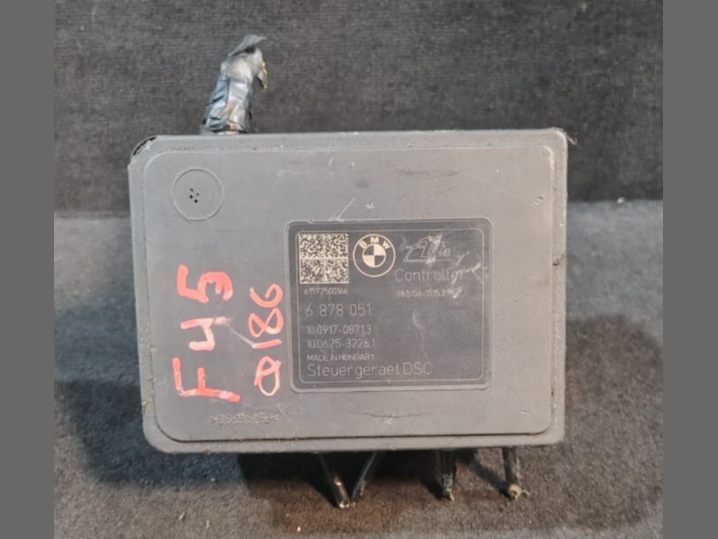 BMW
Controller
6 878 051
10.0917-0871.3
10.0625-3226.1
MADE IN HUNGARY
Steuergeraet DSC
F45
Q186